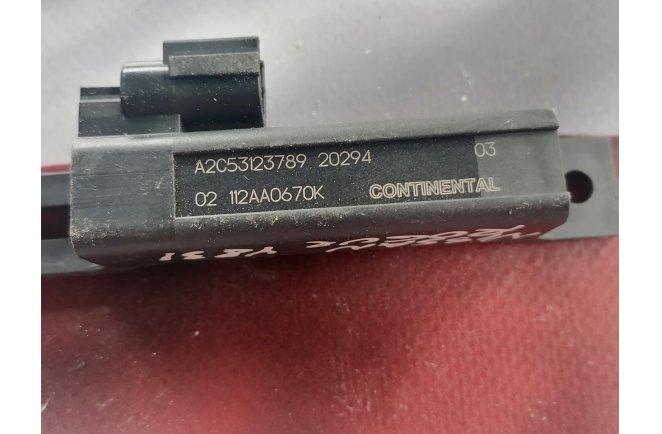 A2C53123789 20294 03
02 112AA0670K CONTINENTAL